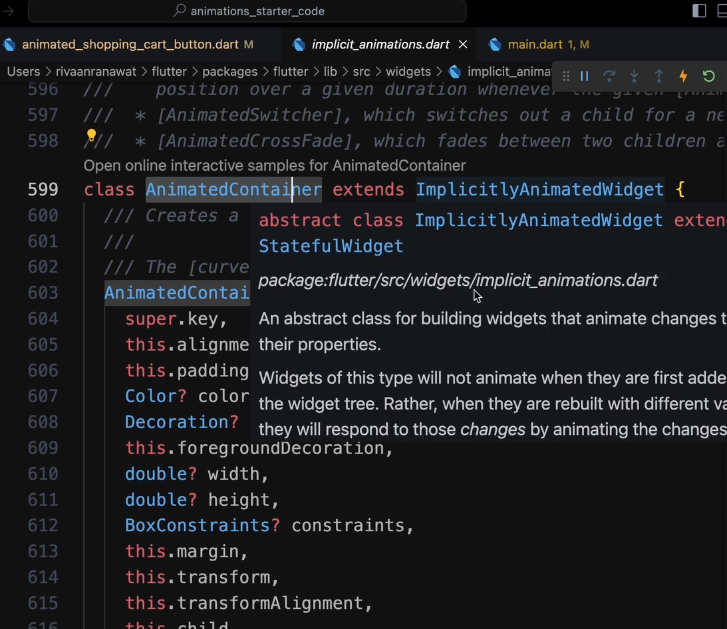 animations_starter_code
animated_shopping_cart_button.dart M
implicit_animations.dart
main.dart 1, M
Users > rivaanranawat > flutter > packages > flutter > lib > src > widgets > implicit_anima
596 /// position over a given duration whenever the given [Anim
597 /// * [AnimatedSwitcher], which switches out a child for a ne
598 /// * [AnimatedCrossFade], which fades between two children a
Open online interactive samples for AnimatedContainer
599 class AnimatedContainer extends ImplicitlyAnimatedWidget {
600 /// Creates a
abstract class ImplicitlyAnimatedWidget exten
601 ///
StatefulWidget
602 /// The [curve
package:flutter/src/widgets/implicit_animations.dart
603 AnimatedContai
604 super.key,
An abstract class for building widgets that animate changes t
605 this.alignme
their properties.
606 this.padding
Widgets of this type will not animate when they are first adde
607 Color? color
the widget tree. Rather, when they are rebuilt with different va
608 Decoration?
they will respond to those changes by animating the changes
609 this.foregroundDecoration,
610 double? width,
611 double? height,
612 BoxConstraints? constraints,
613 this.margin,
614 this.transform,
615 this.transformAlignment,
616 this.child